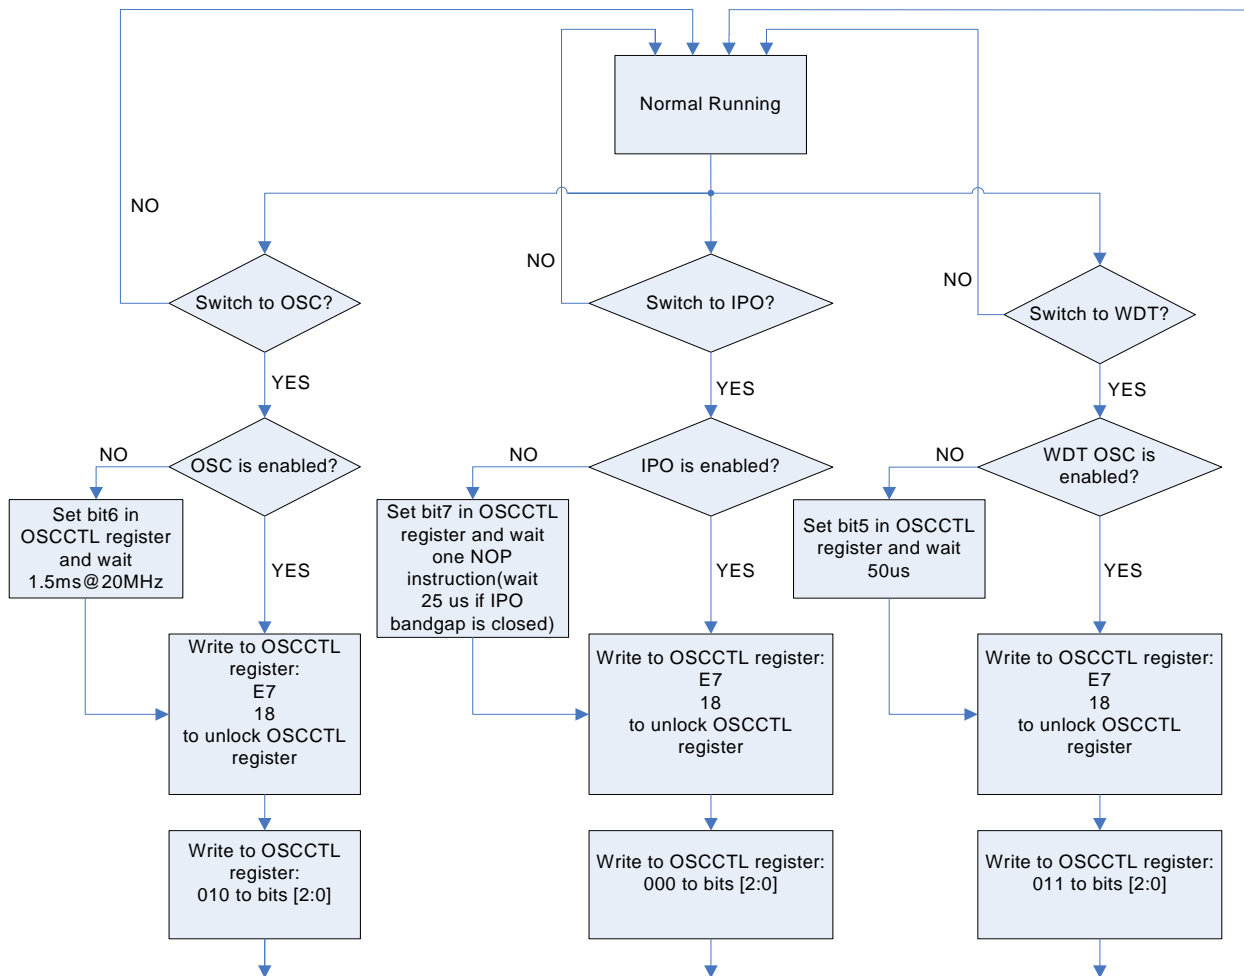 Normal Running
NO
NO
NO
Switch to OSC?
Switch to IPO?
Switch to WDT?
YES
YES
YES
OSC is enabled?
IPO is enabled?
WDT OSC is
enabled?
NO
NO
NO
Set bit6 in
OSCCTL register
and wait
1.5ms@20MHz
Set bit7 in OSCCTL
register and wait
one NOP
instruction(wait
25 us if IPO
bandgap is closed)
Set bit5 in OSCCTL
register and wait
50us
YES
YES
YES
Write to OSCCTL
register:
E7
18
to unlock OSCCTL
register
Write to OSCCTL register:
E7
18
to unlock OSCCTL
register
Write to OSCCTL register:
E7
18
to unlock OSCCTL
register
Write to OSCCTL
register:
010 to bits [2:0]
Write to OSCCTL register:
000 to bits [2:0]
Write to OSCCTL register:
011 to bits [2:0]